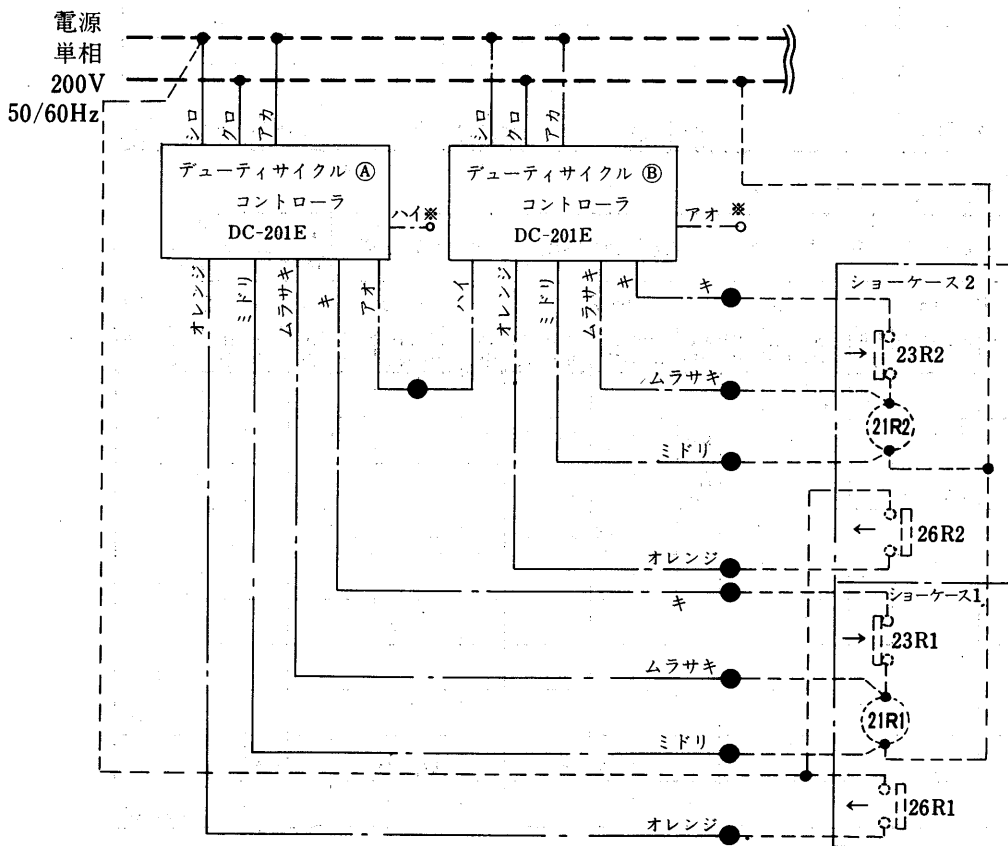 電源
単相
200V
50/60Hz
シロ
クロ
アカ
シロ
クロ
アカ
デューティサイクル Ⓐ
コントローラ
DC-201E
ハイ※
デューティサイクル Ⓑ
コントローラ
DC-201E
アオ ※
オレンジ
ミドリ
ムラサキ
キ
アオ
ハイ
オレンジ
ミドリ
ムラサキ
キ
キ
ショーケース2
→ 23R2
ムラサキ
21R2
ミドリ
← 26R2
オレンジ
キ
ショーケース1
→ 23R1
ムラサキ
21R1
ミドリ
← 26R1
オレンジ